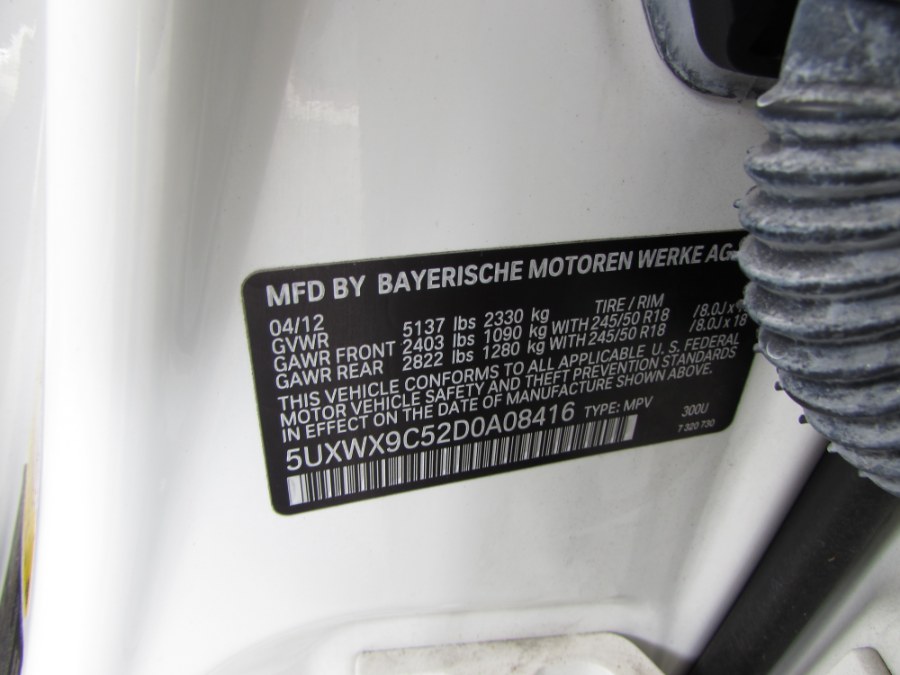 MFD BY BAYERISCHE MOTOREN WERKE AG
04/12 TIRE / RIM
GVWR 5137 lbs 2330 kg
GAWR FRONT 2403 lbs 1090 kg WITH 245/50 R18 /8.0J x
GAWR REAR 2822 lbs 1280 kg WITH 245/50 R18 /8.0J x 18
THIS VEHICLE CONFORMS TO ALL APPLICABLE U.S. FEDERAL
MOTOR VEHICLE SAFETY AND THEFT PREVENTION STANDARDS
IN EFFECT ON THE DATE OF MANUFACTURE SHOWN ABOVE.
5UXWX9C52D0A08416 TYPE: MPV 300U
T 320 730